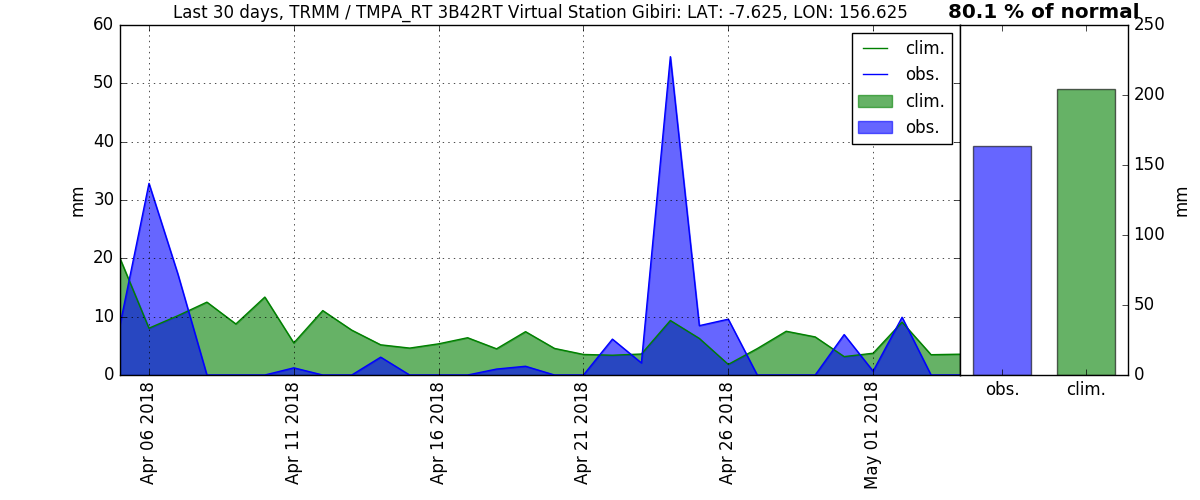 Last 30 days, TRMM / TMPA_RT 3B42RT Virtual Station Gibiri: LAT: -7.625, LON: 156.625
80.1 % of normal
60
50
40
30
20
10
0
mm
clim.
obs.
clim.
obs.
Apr 06 2018
Apr 11 2018
Apr 16 2018
Apr 21 2018
Apr 26 2018
May 01 2018
250
200
150
100
50
0
mm
obs.
clim.